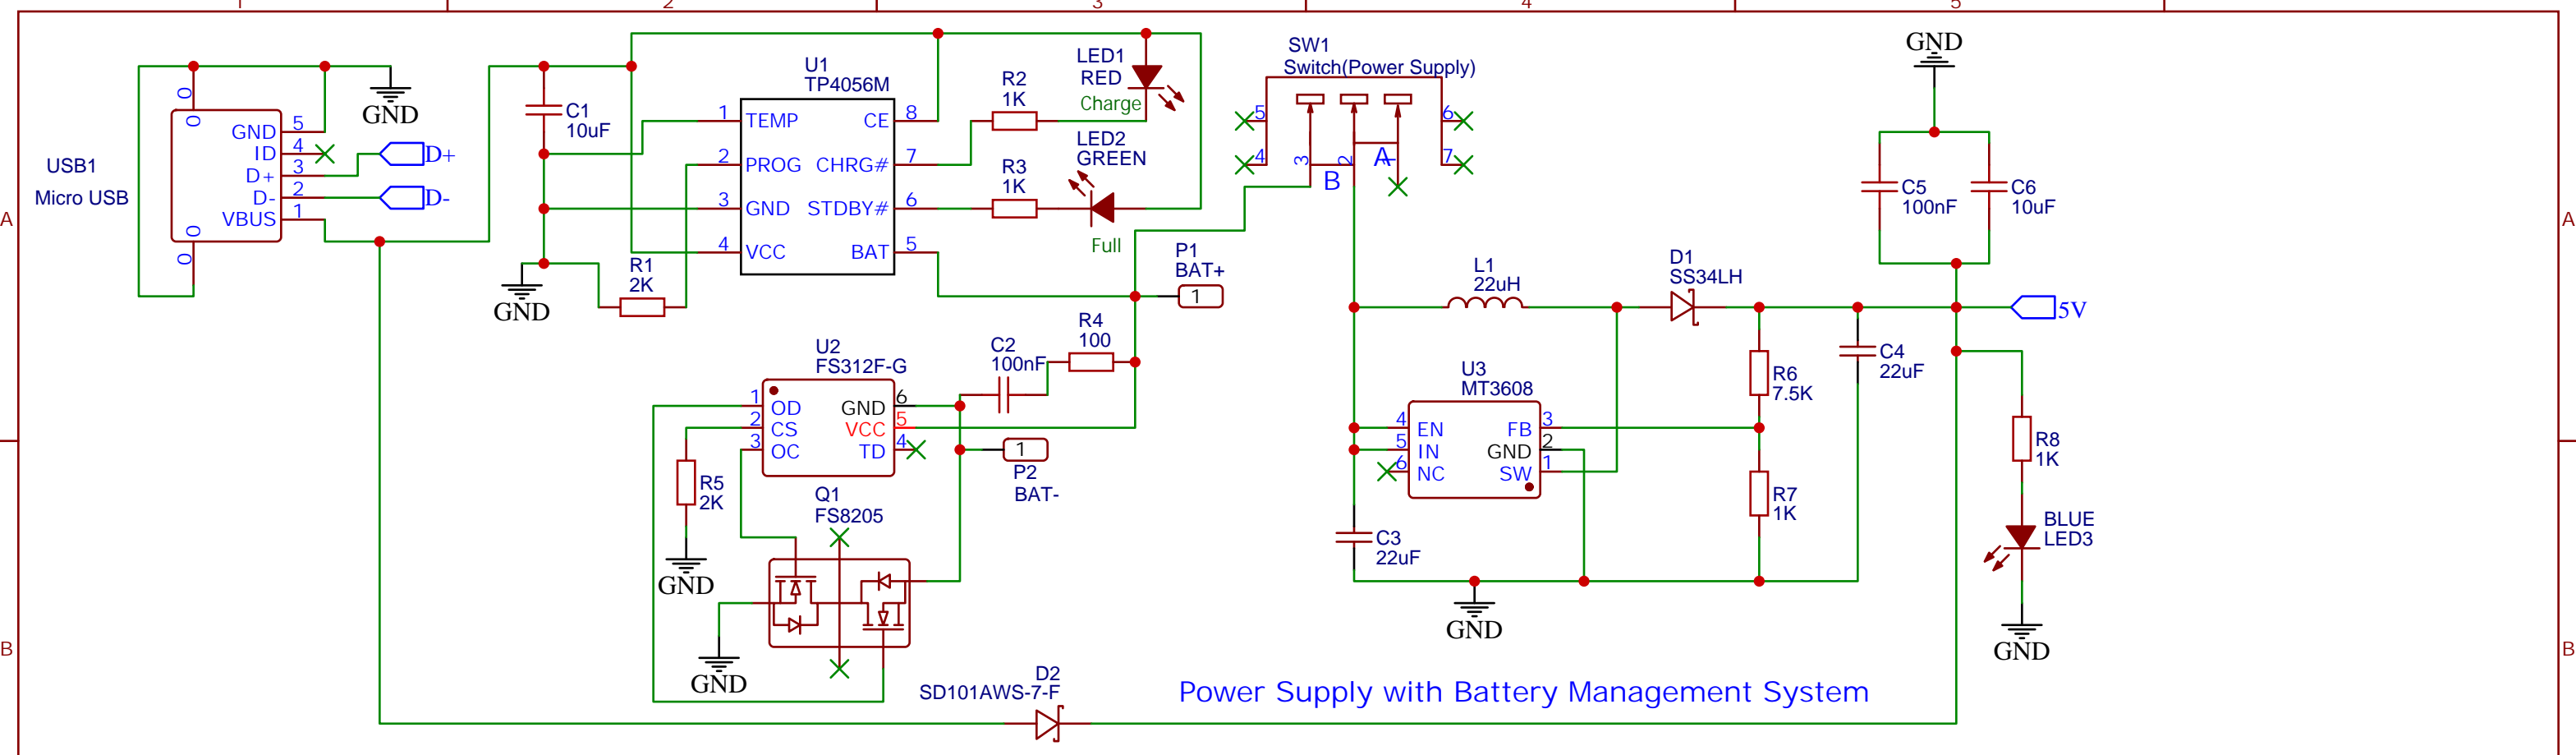 1
2
3
4
5
A
B
A
B
USB1
Micro USB
0
0
0
0
GND 5
ID 4
D+ 3
D- 2
VBUS 1
GND
D+
D-
C1
10uF
GND
R1
2K
U1
TP4056M
1 TEMP
2 PROG
3 GND
4 VCC
CE 8
CHRG# 7
STDBY# 6
BAT 5
R2
1K
R3
1K
LED1
RED
Charge
LED2
GREEN
Full
P1
BAT+
1
SW1
Switch(Power Supply)
5
4
6
7
3
2
1
A
B
U2
FS312F-G
1 OD
2 CS
3 OC
GND 6
VCC 5
TD 4
C2
100nF
R4
100
1
P2
BAT-
R5
2K
GND
Q1
FS8205
GND
D2
SD101AWS-7-F
L1
22uH
D1
SS34LH
U3
MT3608
4 EN
5 IN
6 NC
FB 3
GND 2
SW 1
C3
22uF
GND
R6
7.5K
R7
1K
C4
22uF
GND
C5
100nF
C6
10uF
5V
R8
1K
BLUE
LED3
GND
Power Supply with Battery Management System